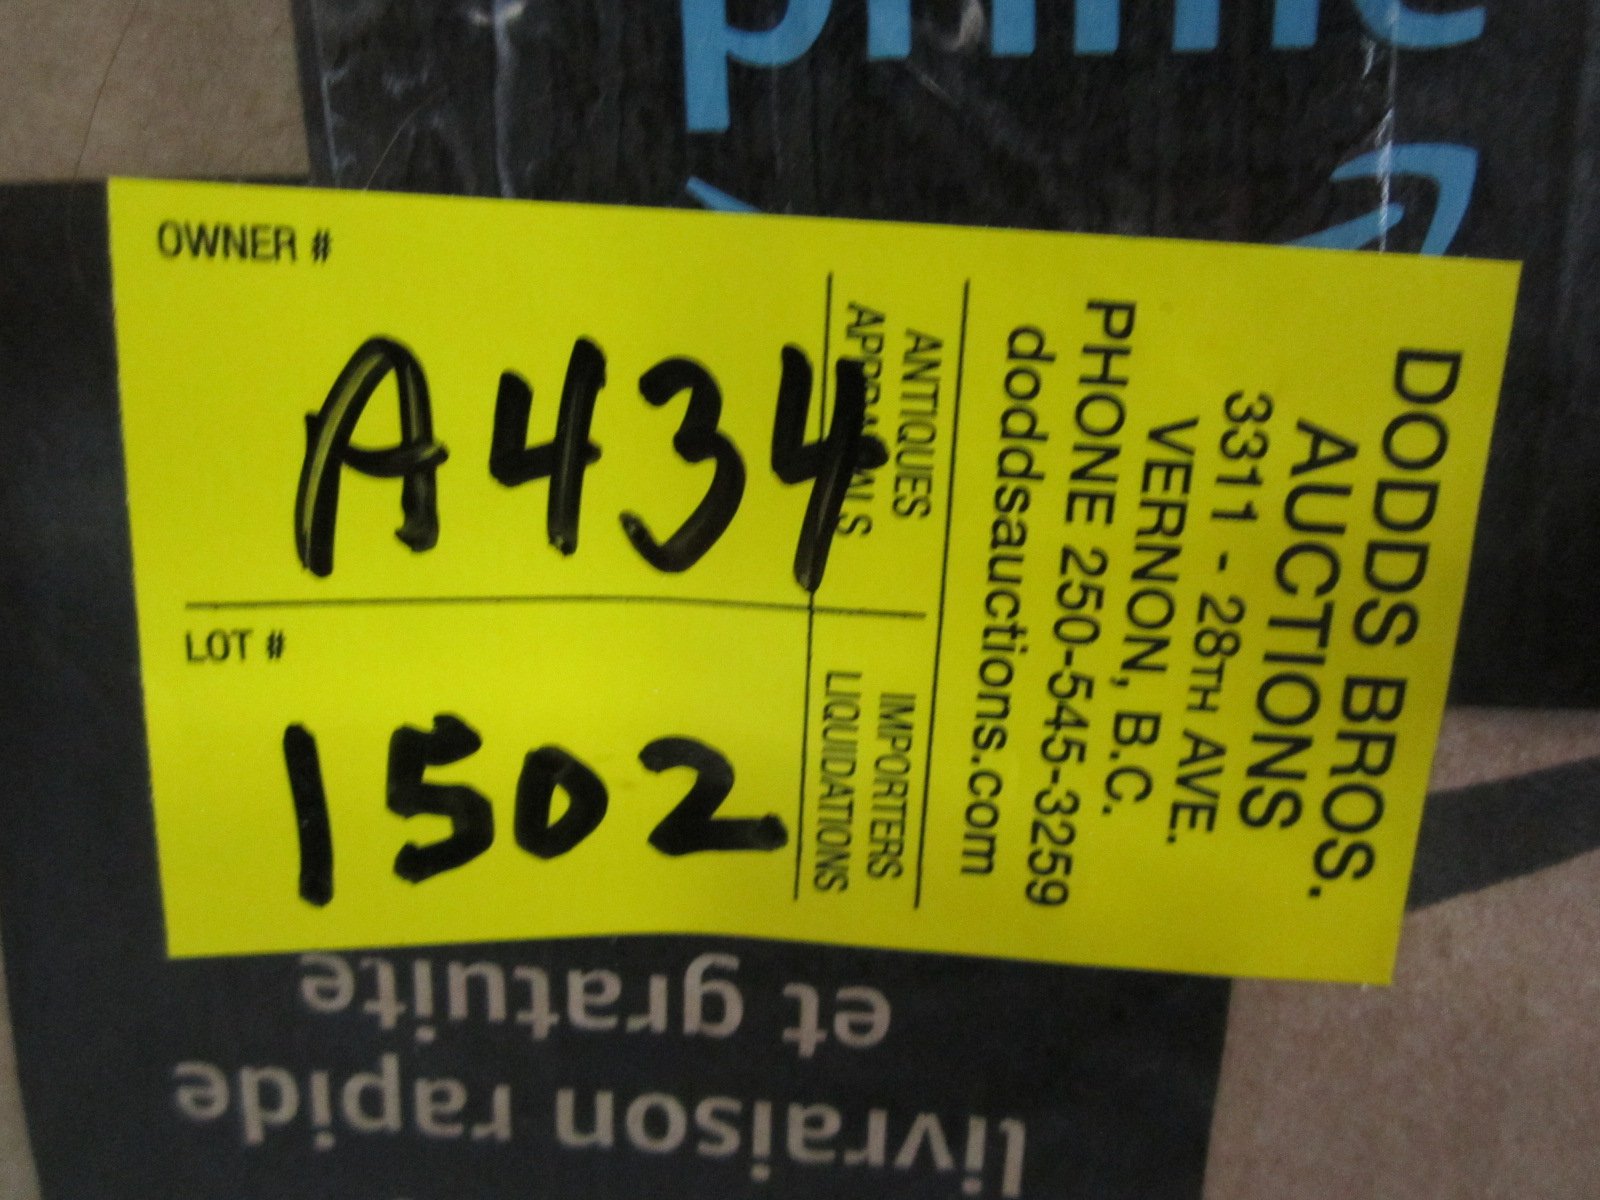 prime
OWNER #
A434
LOT #
1502
DODDS BROS.
AUCTIONS
3311 - 28TH AVE.
VERNON, B.C.
PHONE 250-545-3259
doddsauctions.com
ANTIQUES
APPRAISALS
IMPORTERS
LIQUIDATIONS
livraison rapide
et gratuite